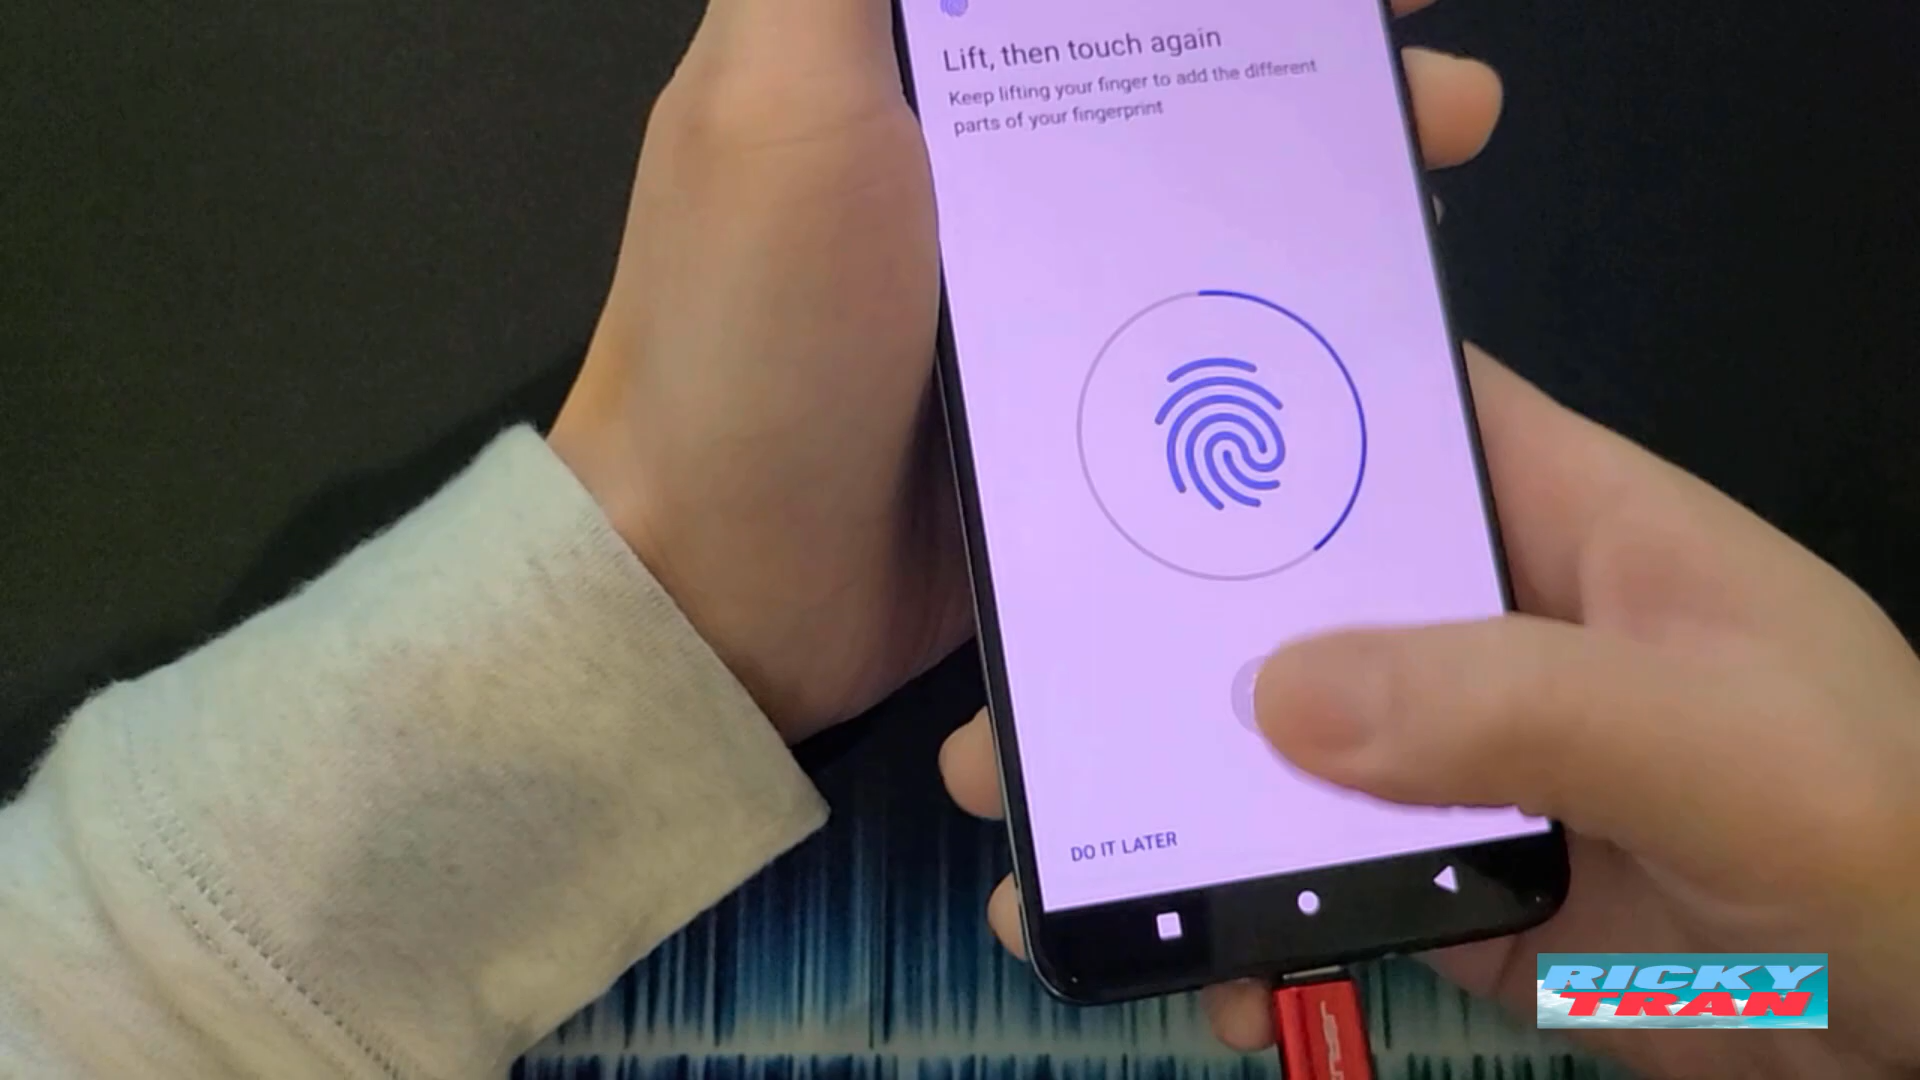 Lift, then touch again
Keep lifting your finger to add the different
parts of your fingerprint
DO IT LATER
RICKY
TRAN